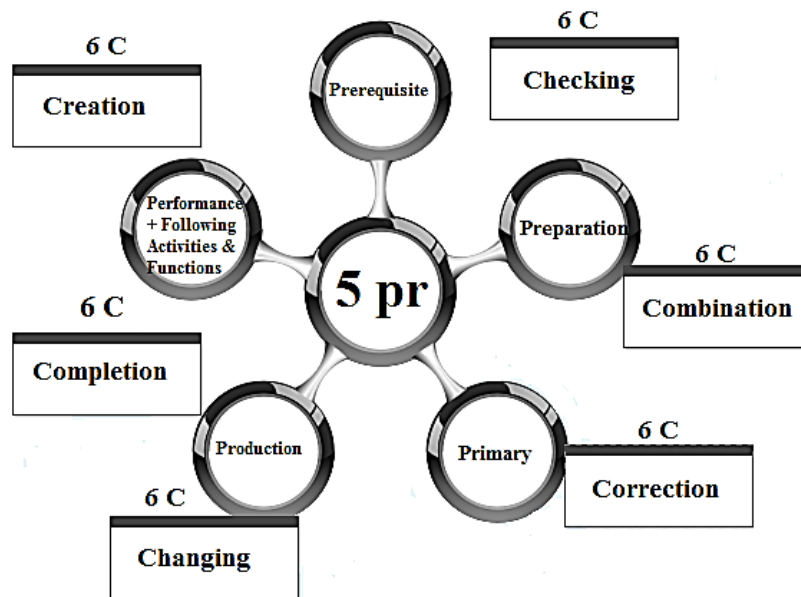 6 C
Creation
Prerequisite
6 C
Checking
Performance
+ Following
Activities &
Functions
Preparation
5 pr
6 C
Combination
6 C
Completion
Production
Primary
6 C
Correction
6 C
Changing